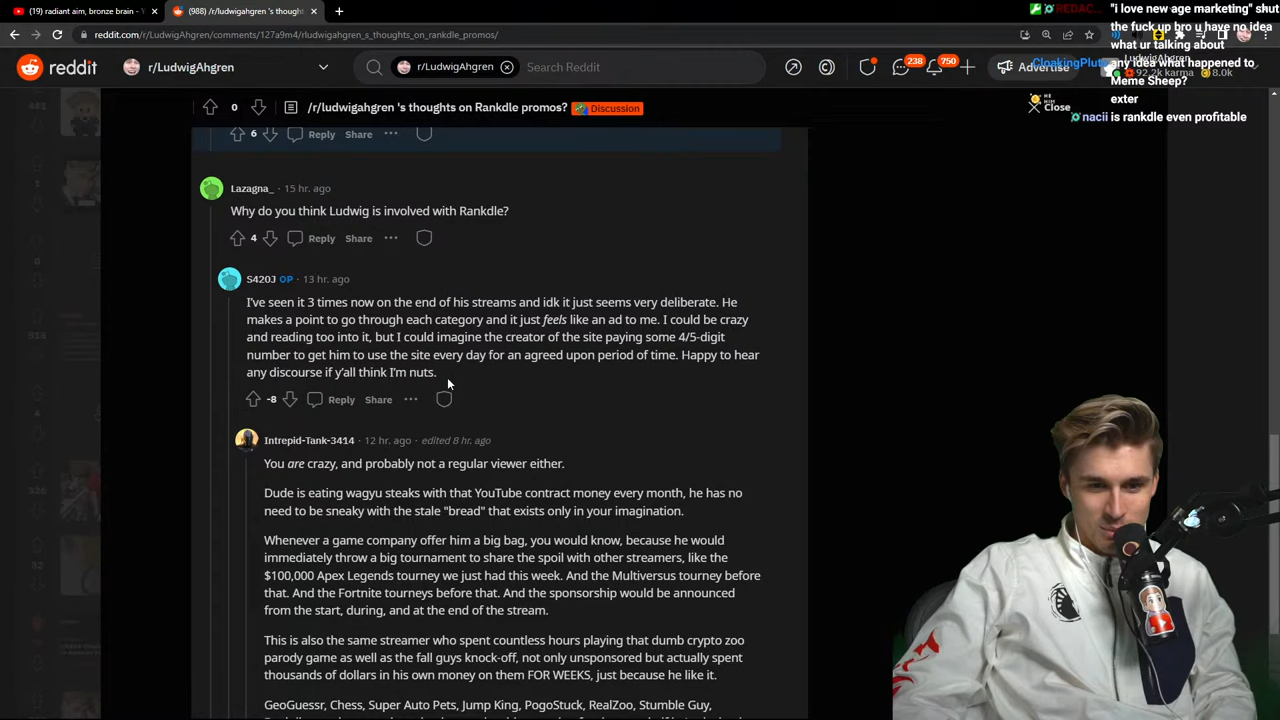 (19) radiant aim, bronze brain -
(988) /r/ludwigahgren 's though
reddit.com/r/LudwigAhgren/comments/127a9m4/rludwigahgren_s_thoughts_on_rankdle_promos/
REDAC
"i love new age marketing" shut
the fuck up bro u have no idea
what ur talking about
CloakingPlut
any idea what happened to
Meme Sheep?
exter
nacii is rankdle even profitable
reddit
r/LudwigAhgren
r/LudwigAhgren
Search Reddit
238
750
Advertise
LudwigAhgren
92.2k karma
8.0k
0
/r/ludwigahgren 's thoughts on Rankdle promos?
Discussion
Close
6 Reply Share
Lazagna_ · 15 hr. ago
Why do you think Ludwig is involved with Rankdle?
4 Reply Share
S420J OP · 13 hr. ago
I've seen it 3 times now on the end of his streams and idk it just seems very deliberate. He
makes a point to go through each category and it just feels like an ad to me. I could be crazy
and reading too into it, but I could imagine the creator of the site paying some 4/5-digit
number to get him to use the site every day for an agreed upon period of time. Happy to hear
any discourse if y'all think I'm nuts.
-8 Reply Share
Intrepid-Tank-3414 · 12 hr. ago · edited 8 hr. ago
You are crazy, and probably not a regular viewer either.
Dude is eating wagyu steaks with that YouTube contract money every month, he has no
need to be sneaky with the stale "bread" that exists only in your imagination.
Whenever a game company offer him a big bag, you would know, because he would
immediately throw a big tournament to share the spoil with other streamers, like the
$100,000 Apex Legends tourney we just had this week. And the Multiversus tourney before
that. And the Fortnite tourneys before that. And the sponsorship would be announced
from the start, during, and at the end of the stream.
This is also the same streamer who spent countless hours playing that dumb crypto zoo
parody game as well as the fall guys knock-off, not only unsponsored but actually spent
thousands of dollars in his own money on them FOR WEEKS, just because he like it.
GeoGuessr, Chess, Super Auto Pets, Jump King, PogoStuck, RealZoo, Stumble Guy,